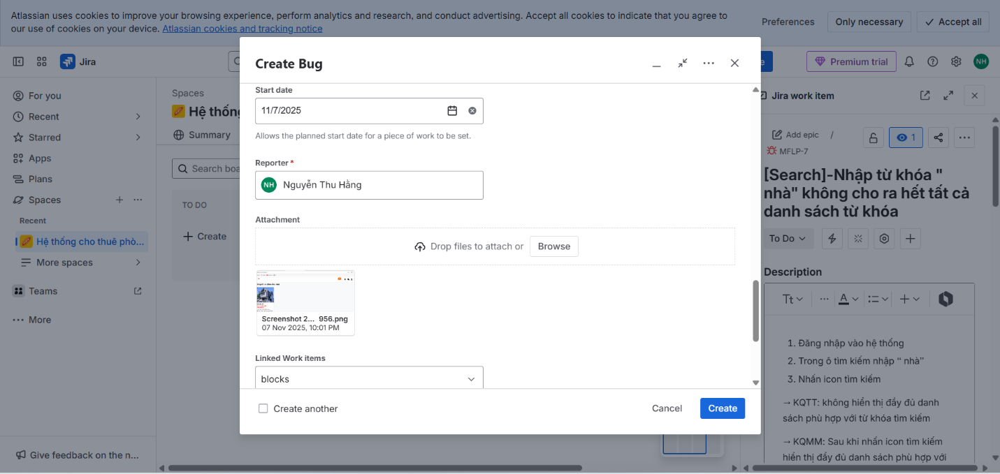 Atlassian uses cookies to improve your browsing experience, perform analytics and research, and conduct advertising. Accept all cookies to indicate that you agree to
our use of cookies on your device. Atlassian cookies and tracking notice
Preferences
Only necessary
Accept all
Jira
Premium trial
NH
For you
Recent
Starred
Apps
Plans
Spaces
Recent
Hệ thống cho thuê phò...
More spaces
Teams
More
Give feedback on the n...
Spaces
Hệ thống
Summary
Search boa
TO DO
Create
Create Bug
Start date
11/7/2025
Allows the planned start date for a piece of work to be set.
Reporter *
NH Nguyễn Thu Hằng
Attachment
Drop files to attach or Browse
Screenshot 2... 956.png
07 Nov 2025, 10:01 PM
Linked Work items
blocks
Create another
Cancel
Create
Jira work item
Add epic /
1
MFLP-7
[Search]-Nhập từ khóa "
nhà" không cho ra hết tất cả
danh sách từ khóa
To Do
Description
Tt
A
1. Đăng nhập vào hệ thống
2. Trong ô tìm kiếm nhập “ nhà”
3. Nhấn icon tìm kiếm
→ KQTT: không hiển thị đầy đủ danh
sách phù hợp với từ khóa tìm kiếm
→ KQMM: Sau khi nhấn icon tìm kiếm
hiển thị đầy đủ danh sách phù hợp với